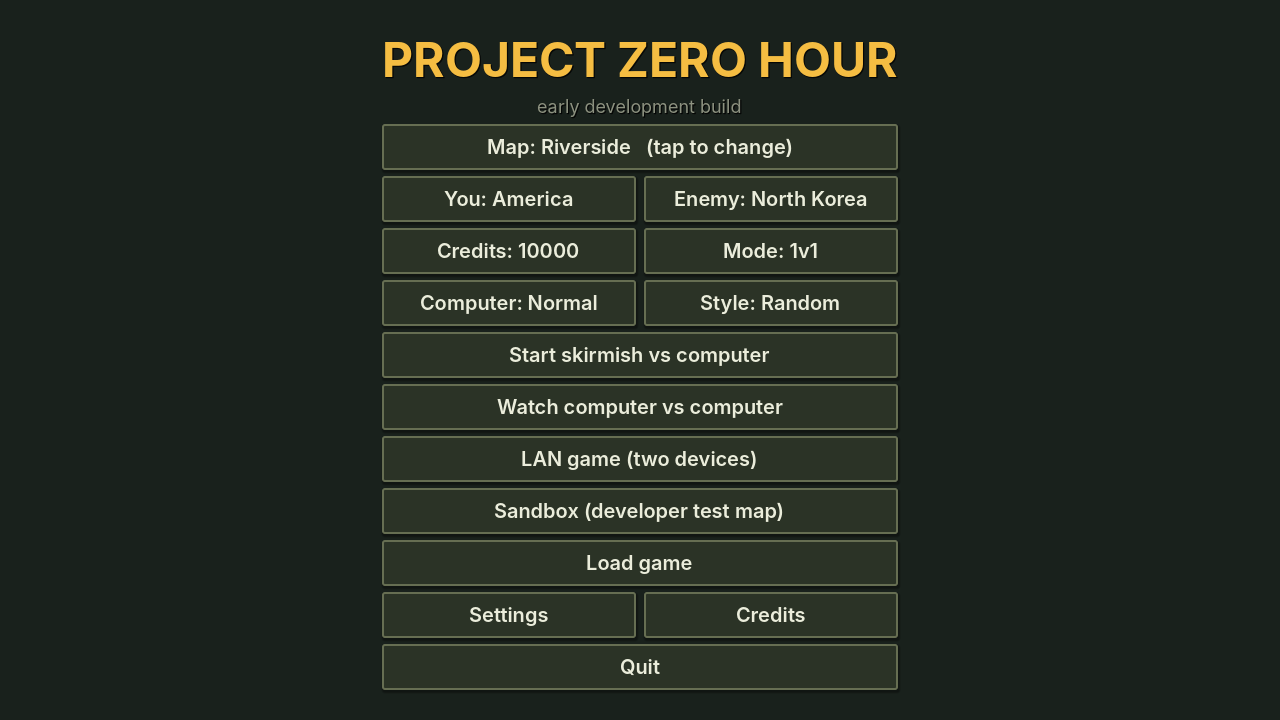 PROJECT ZERO HOUR
early development build
Map: Riverside (tap to change)
You: America
Enemy: North Korea
Credits: 10000
Mode: 1v1
Computer: Normal
Style: Random
Start skirmish vs computer
Watch computer vs computer
LAN game (two devices)
Sandbox (developer test map)
Load game
Settings
Credits
Quit